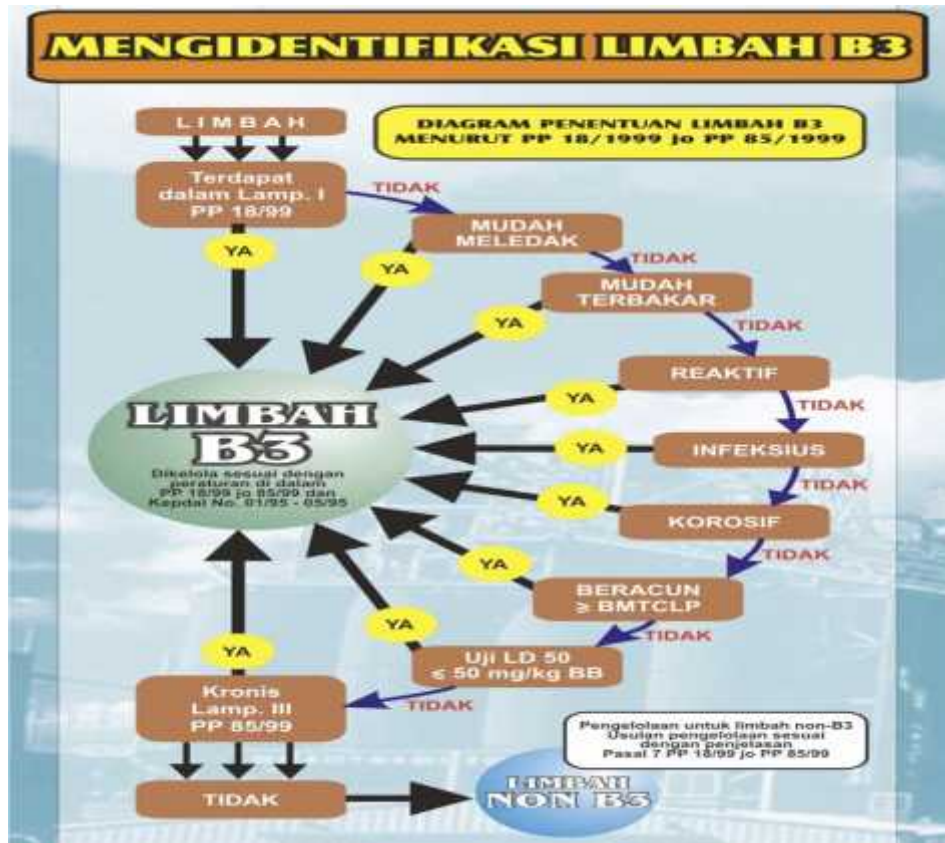 MENGIDENTIFIKASI LIMBAH B3
LIMBAH
DIAGRAM PENENTUAN LIMBAH B3
MENURUT PP 18/1999 jo PP 85/1999
Terdapat
dalam Lamp. I
PP 18/99
TIDAK
YA
MUDAH
MELEDAK
YA
TIDAK
MUDAH
TERBAKAR
YA
TIDAK
REAKTIF
YA
TIDAK
LIMBAH
B3
Dikelola sesuai dengan
peraturan di dalam
PP 18/99 jo 85/99 dan
Kepdal No. 01/95 - 05/95
INFEKSIUS
YA
TIDAK
KOROSIF
YA
TIDAK
BERACUN
≥ BMTCLP
YA
TIDAK
Uji LD 50
≤ 50 mg/kg BB
YA
TIDAK
YA
Kronis
Lamp. III
PP 85/99
Pengelolaan untuk limbah non-B3
Usulan pengelolaan sesuai
dengan penjelasan
Pasal 7 PP 18/99 jo PP 85/99
TIDAK
LIMBAH
NON B3